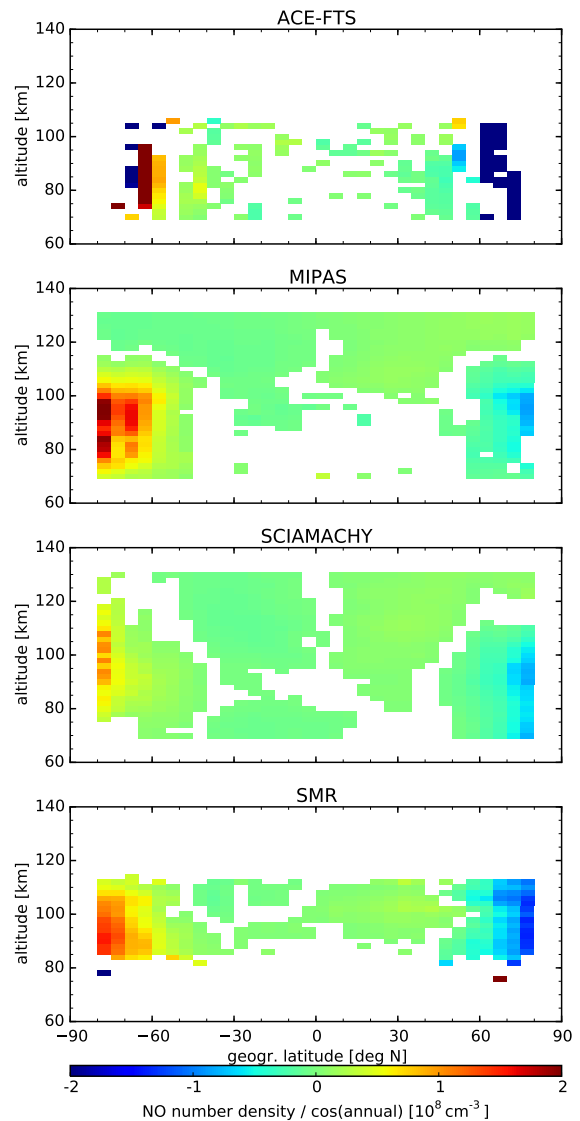 ACE-FTS
140
120
100
80
60
altitude [km]
MIPAS
140
120
100
80
60
altitude [km]
SCIAMACHY
140
120
100
80
60
altitude [km]
SMR
140
120
100
80
60
altitude [km]
−90 −60 −30 0 30 60 90
geogr. latitude [deg N]
-2 -1 0 1 2
NO number density / cos(annual) [10⁸ cm⁻³]